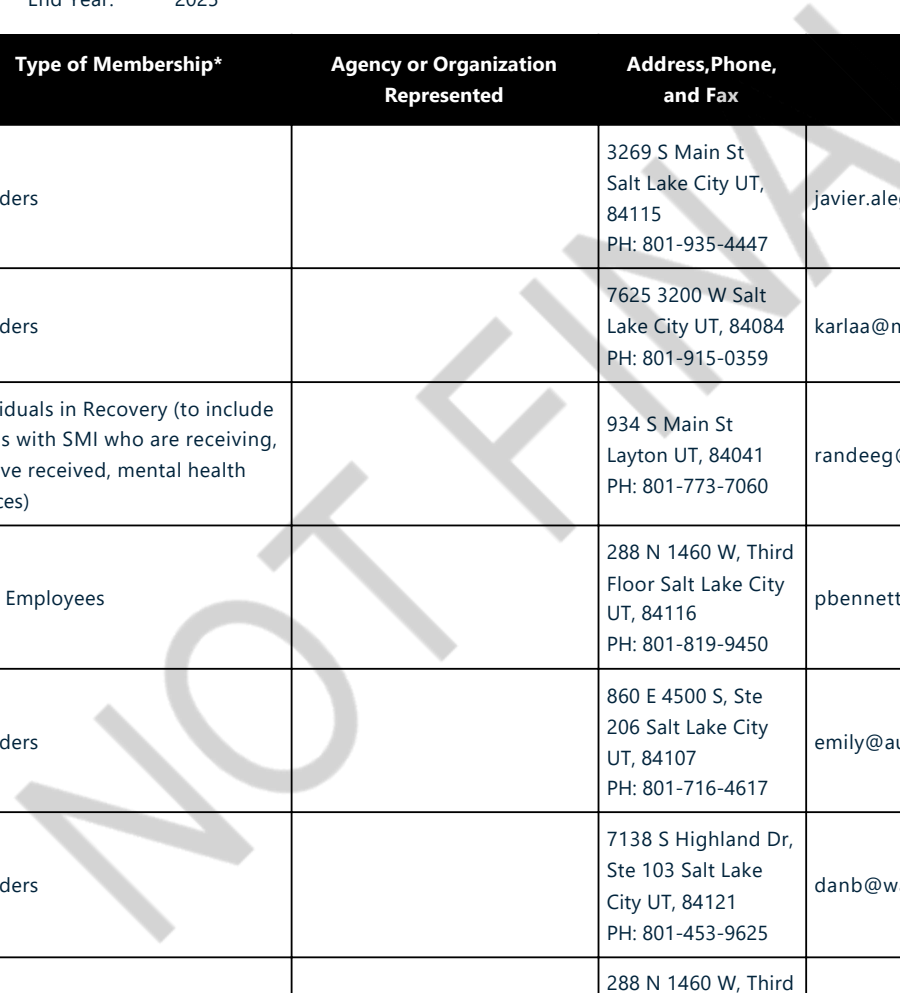 End Year: 2025
Type of Membership*
Agency or Organization
Represented
Address,Phone,
and Fax
ders
3269 S Main St
Salt Lake City UT,
84115
PH: 801-935-4447
javier.ale
ders
7625 3200 W Salt
Lake City UT, 84084
PH: 801-915-0359
karlaa@
iduals in Recovery (to include
s with SMI who are receiving,
ve received, mental health
ces)
934 S Main St
Layton UT, 84041
PH: 801-773-7060
randeeg@
Employees
288 N 1460 W, Third
Floor Salt Lake City
UT, 84116
PH: 801-819-9450
pbennett
ders
860 E 4500 S, Ste
206 Salt Lake City
UT, 84107
PH: 801-716-4617
emily@au
ders
7138 S Highland Dr,
Ste 103 Salt Lake
City UT, 84121
PH: 801-453-9625
danb@w
288 N 1460 W, Third
NOT FINA